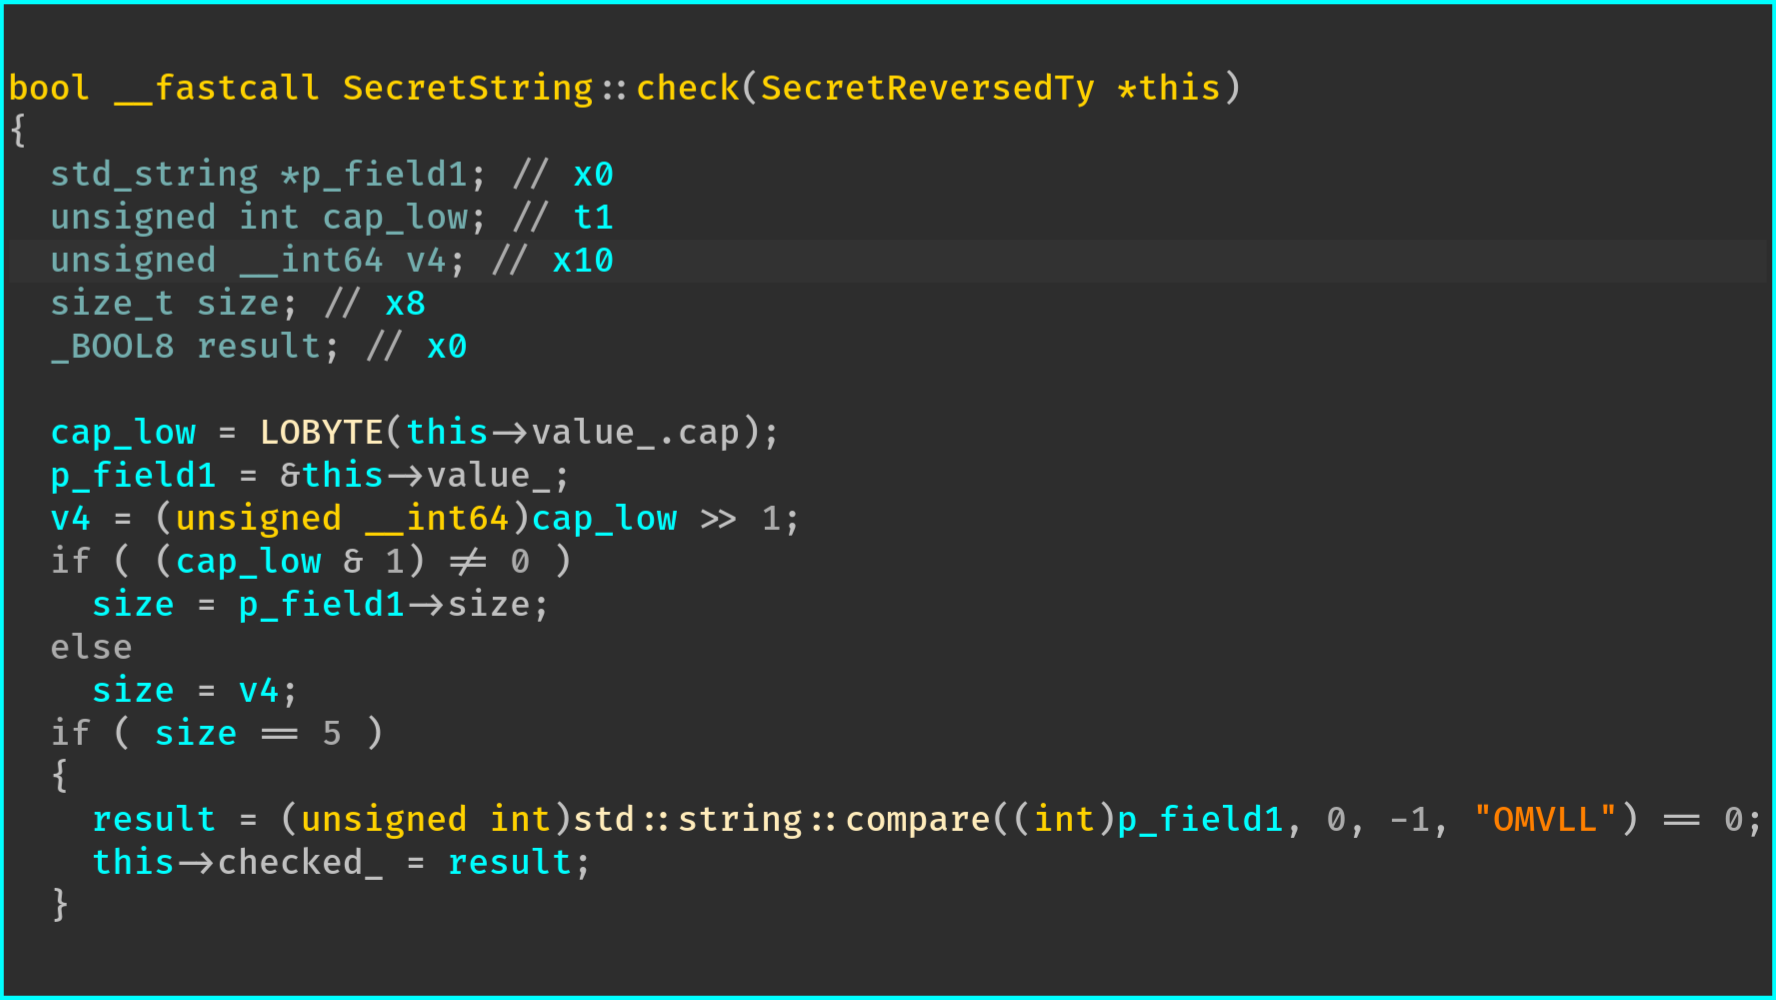 bool __fastcall SecretString::check(SecretReversedTy *this)
{
  std_string *p_field1; // x0
  unsigned int cap_low; // t1
  unsigned __int64 v4; // x10
  size_t size; // x8
  _BOOL8 result; // x0

  cap_low = LOBYTE(this->value_.cap);
  p_field1 = &this->value_;
  v4 = (unsigned __int64)cap_low >> 1;
  if ( (cap_low & 1) != 0 )
    size = p_field1->size;
  else
    size = v4;
  if ( size == 5 )
  {
    result = (unsigned int)std::string::compare((int)p_field1, 0, -1, "OMVLL") == 0;
    this->checked_ = result;
  }